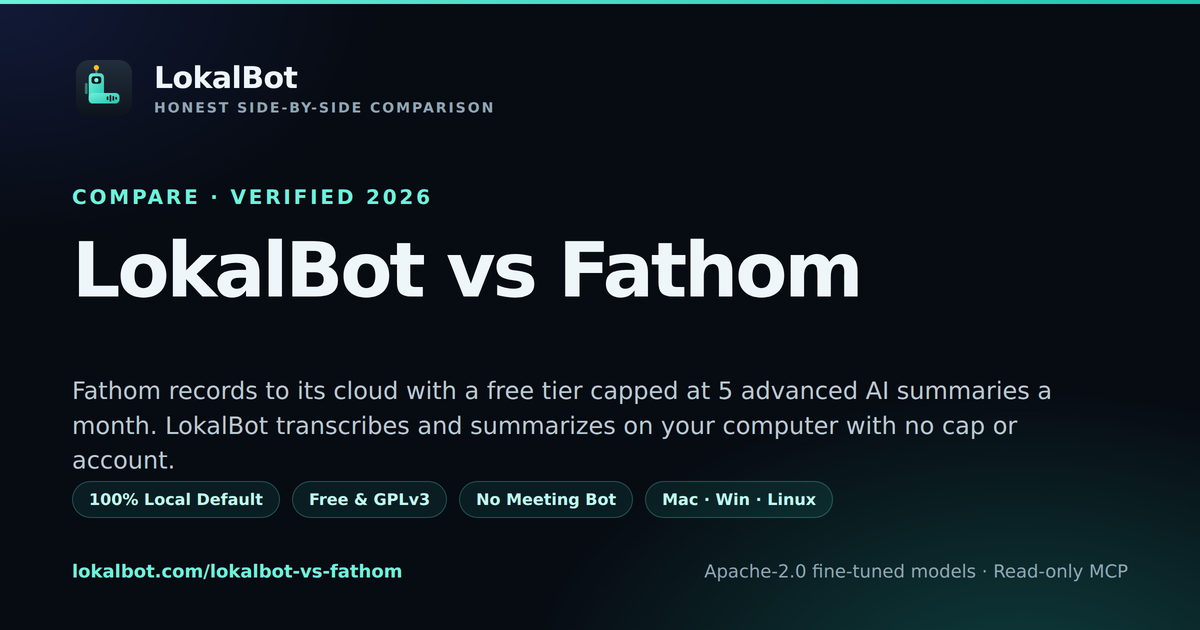 LokalBot
HONEST SIDE-BY-SIDE COMPARISON
COMPARE · VERIFIED 2026
LokalBot vs Fathom
Fathom records to its cloud with a free tier capped at 5 advanced AI summaries a
month. LokalBot transcribes and summarizes on your computer with no cap or
account.
100% Local Default
Free & GPLv3
No Meeting Bot
Mac · Win · Linux
lokalbot.com/lokalbot-vs-fathom
Apache-2.0 fine-tuned models · Read-only MCP